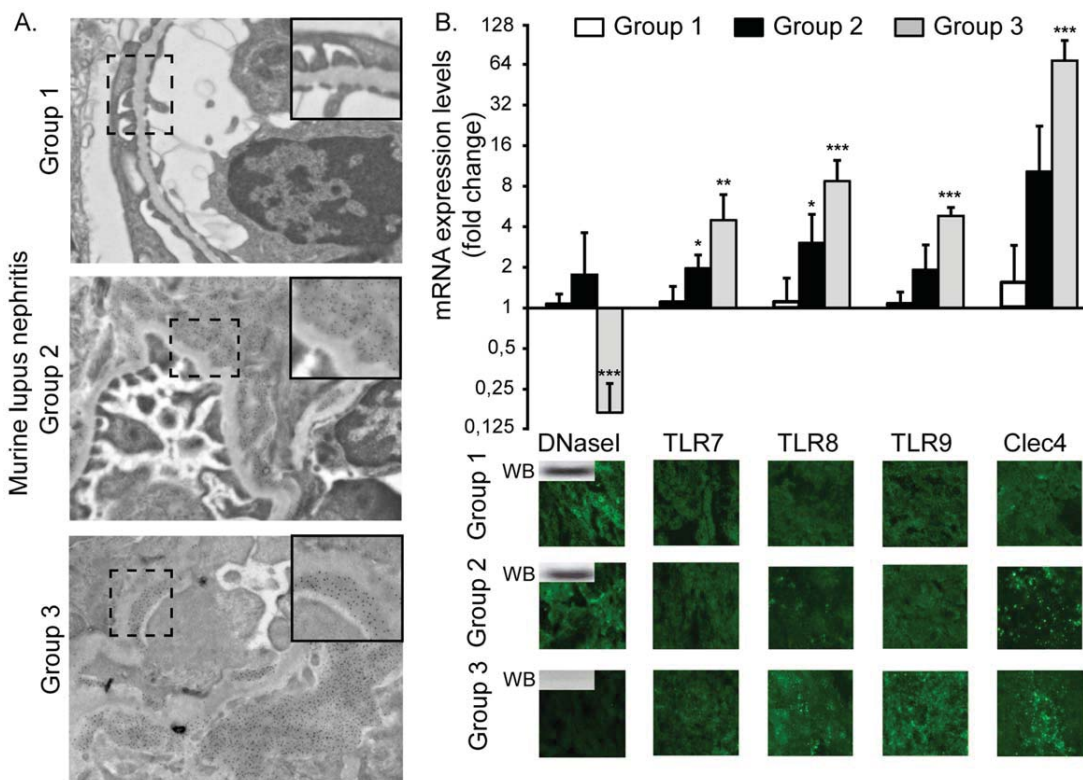 A.
Murine lupus nephritis
Group 1
Group 2
Group 3
B.
Group 1 Group 2 Group 3
mRNA expression levels
(fold change)
128
64
32
16
8
4
2
1
0,5
0,25
0,125
***
* **
* ***
***
***
DNaseI TLR7 TLR8 TLR9 Clec4
Group 1 WB
Group 2 WB
Group 3 WB